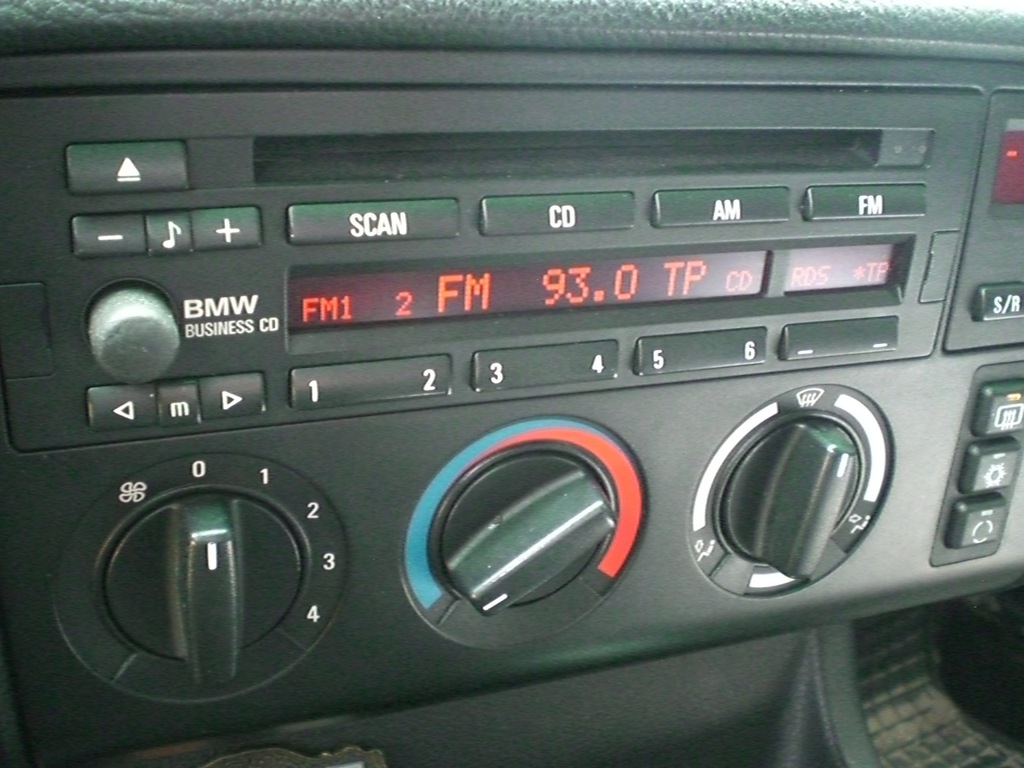 SCAN CD AM FM
BMW
BUSINESS CD
FM1 2 FM 93.0 TP CD RDS *TP
S/R
1 2 3 4 5 6
m
0 1 2 3 4